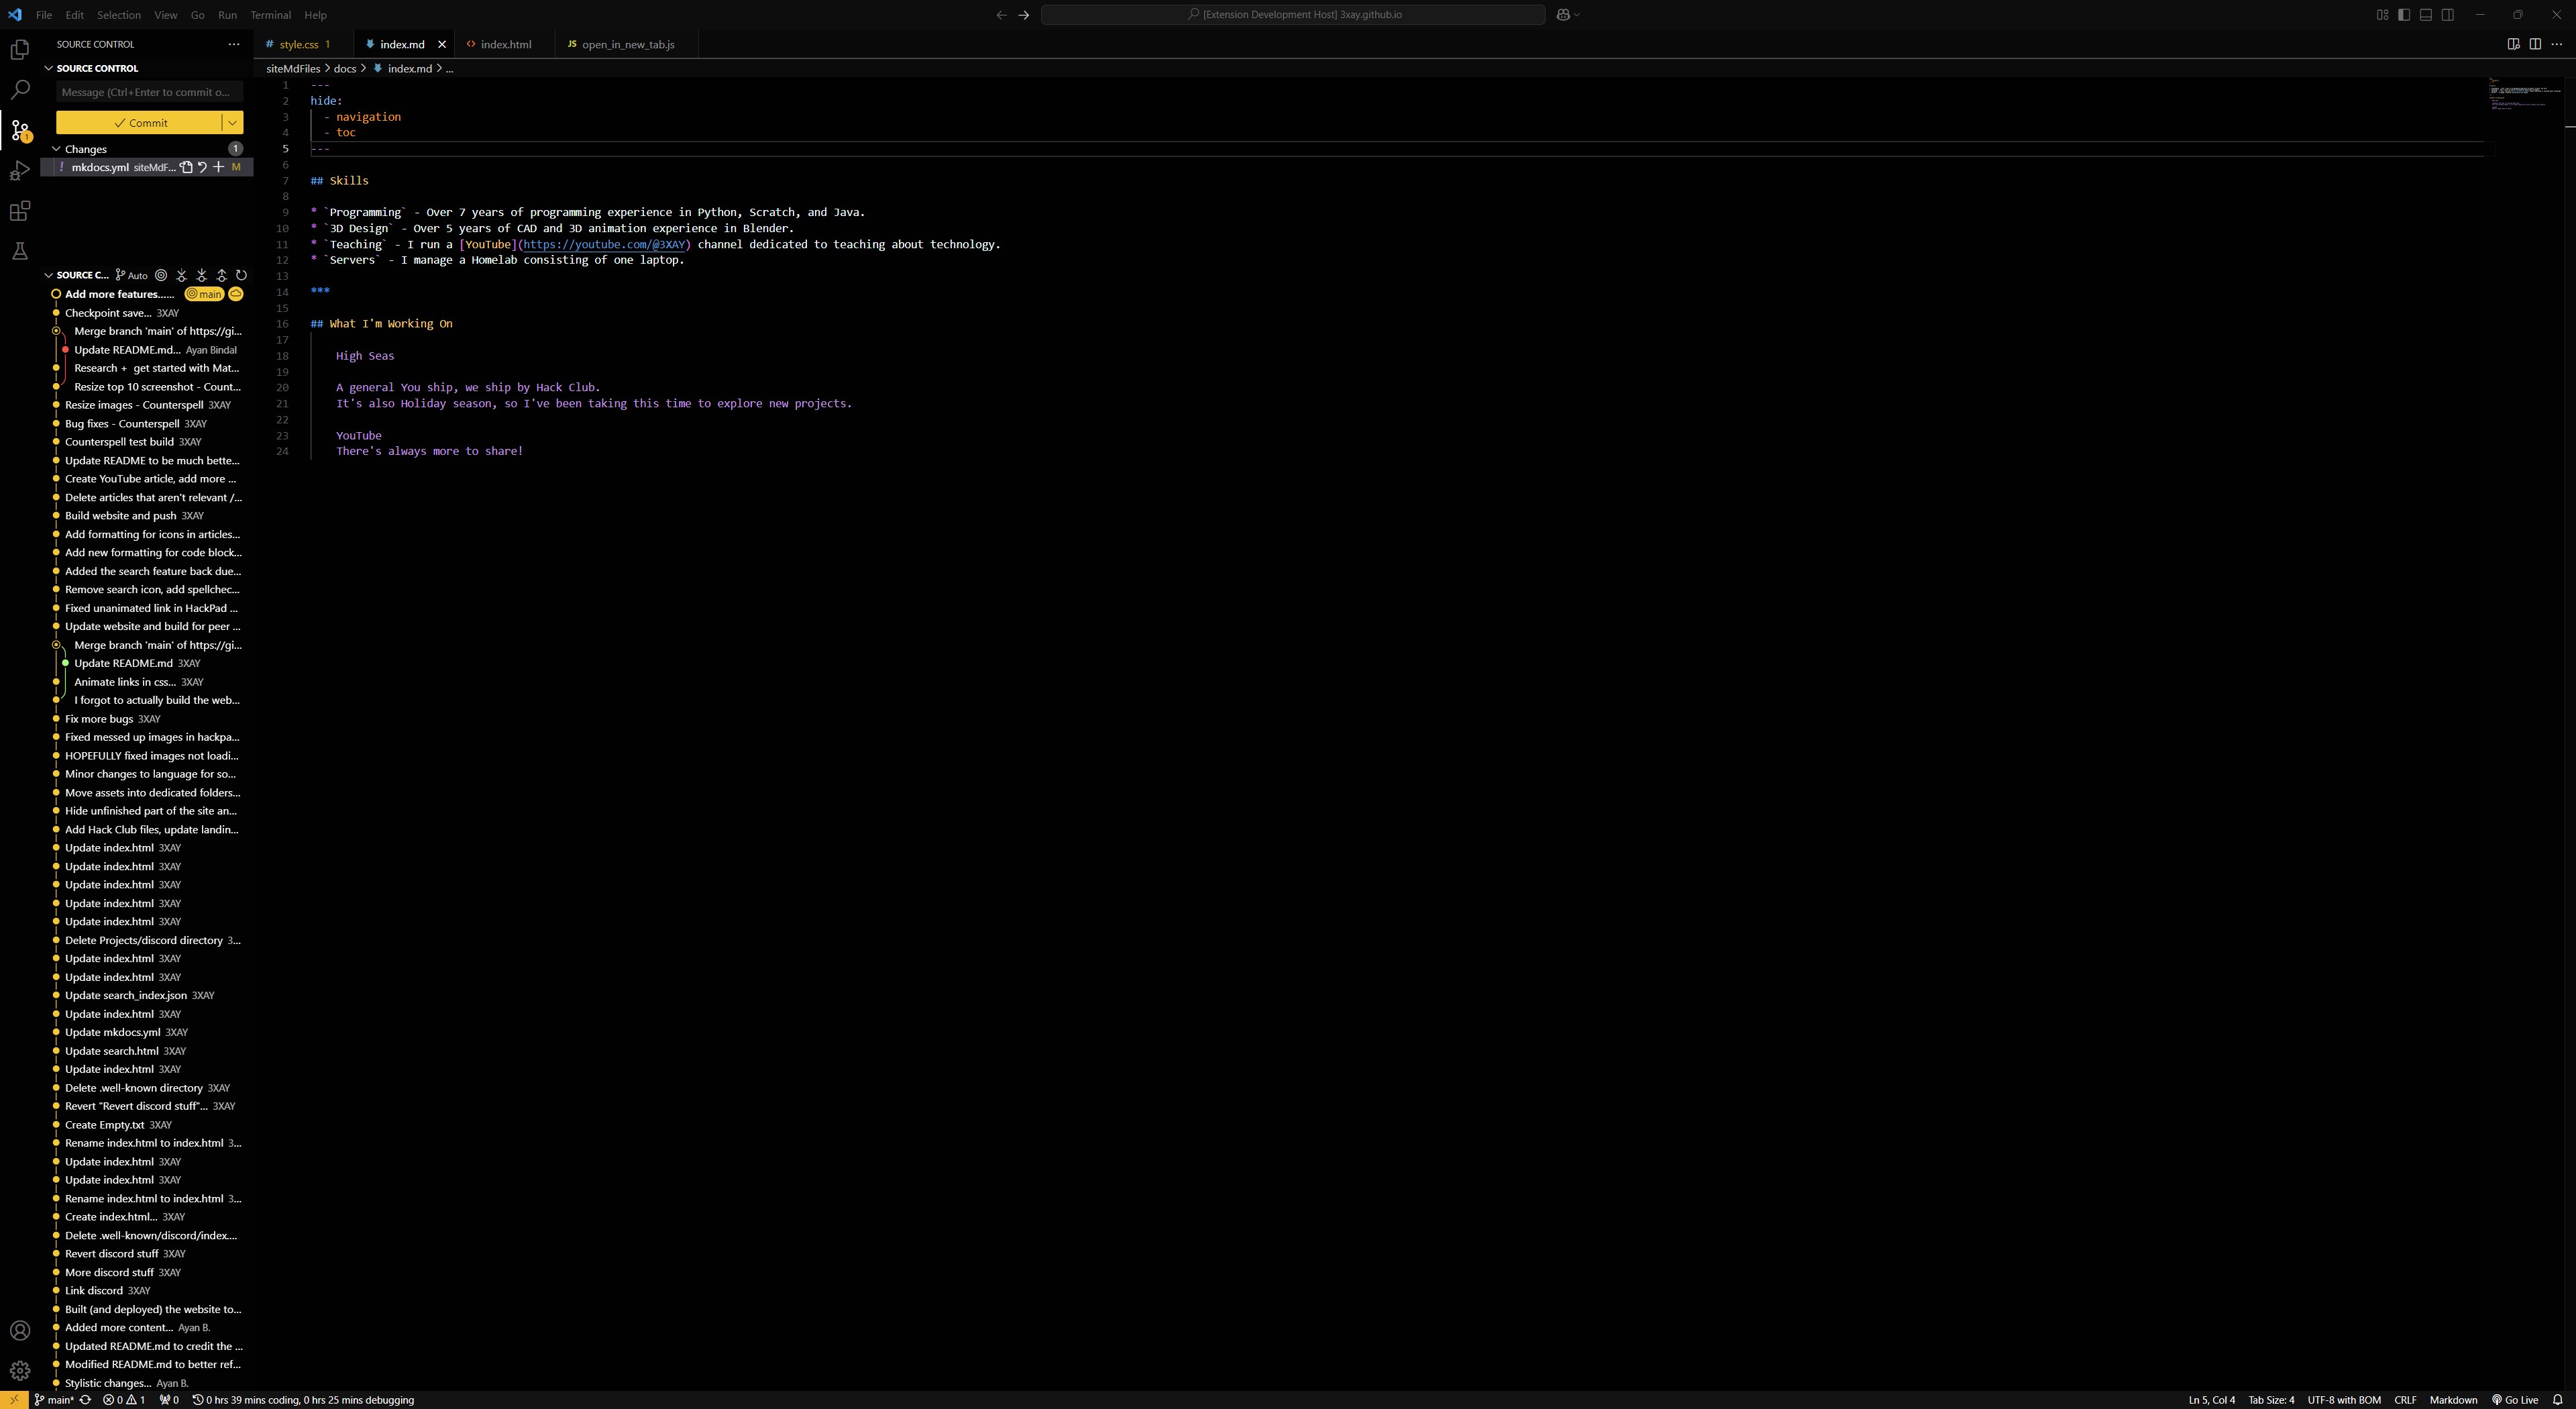 File Edit Selection View Go Run Terminal Help
[Extension Development Host] 3xay.github.io
SOURCE CONTROL
# style.css 1
index.md
<> index.html
JS open_in_new_tab.js
siteMdFiles > docs > index.md > ...
SOURCE CONTROL
Message (Ctrl+Enter to commit o...
Commit
Changes 1
! mkdocs.yml siteMdF... M
SOURCE C... Auto
Add more features...... main
Checkpoint save... 3XAY
Merge branch 'main' of https://gi...
Update README.md... Ayan Bindal
Research + get started with Mat...
Resize top 10 screenshot - Count...
Resize images - Counterspell 3XAY
Bug fixes - Counterspell 3XAY
Counterspell test build 3XAY
Update README to be much bette...
Create YouTube article, add more ...
Delete articles that aren't relevant /...
Build website and push 3XAY
Add formatting for icons in articles...
Add new formatting for code block...
Added the search feature back due...
Remove search icon, add spellchec...
Fixed unanimated link in HackPad ...
Update website and build for peer ...
Merge branch 'main' of https://gi...
Update README.md 3XAY
Animate links in css... 3XAY
I forgot to actually build the web...
Fix more bugs 3XAY
Fixed messed up images in hackpa...
HOPEFULLY fixed images not loadi...
Minor changes to language for so...
Move assets into dedicated folders...
Hide unfinished part of the site an...
Add Hack Club files, update landin...
Update index.html 3XAY
Update index.html 3XAY
Update index.html 3XAY
Update index.html 3XAY
Update index.html 3XAY
Delete Projects/discord directory 3...
Update index.html 3XAY
Update index.html 3XAY
Update search_index.json 3XAY
Update index.html 3XAY
Update mkdocs.yml 3XAY
Update search.html 3XAY
Update index.html 3XAY
Delete .well-known directory 3XAY
Revert "Revert discord stuff"... 3XAY
Create Empty.txt 3XAY
Rename index.html to index.html 3...
Update index.html 3XAY
Update index.html 3XAY
Rename index.html to index.html 3...
Create index.html... 3XAY
Delete .well-known/discord/index....
Revert discord stuff 3XAY
More discord stuff 3XAY
Link discord 3XAY
Built (and deployed) the website to...
Added more content... Ayan B.
Updated README.md to credit the ...
Modified README.md to better ref...
Stylistic changes... Ayan B.
1 ---
2 hide:
3 - navigation
4 - toc
5 ---
6
7 ## Skills
8
9 * `Programming` - Over 7 years of programming experience in Python, Scratch, and Java.
10 * `3D Design` - Over 5 years of CAD and 3D animation experience in Blender.
11 * `Teaching` - I run a [YouTube](https://youtube.com/@3XAY) channel dedicated to teaching about technology.
12 * `Servers` - I manage a Homelab consisting of one laptop.
13
14 ***
15
16 ## What I'm Working On
17
18 High Seas
19
20 A general You ship, we ship by Hack Club.
21 It's also Holiday season, so I've been taking this time to explore new projects.
22
23 YouTube
24 There's always more to share!
main* 0 1 0 0 hrs 39 mins coding, 0 hrs 25 mins debugging
Ln 5, Col 4 Tab Size: 4 UTF-8 with BOM CRLF Markdown Go Live